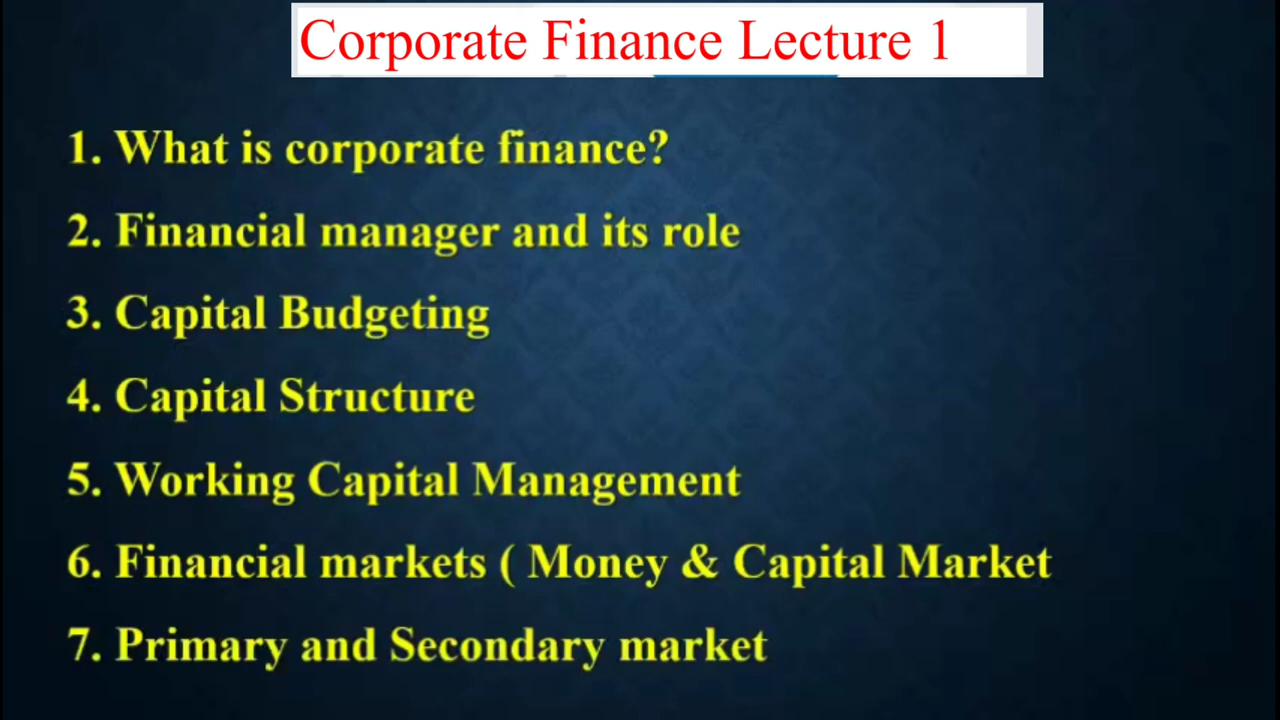 Corporate Finance Lecture 1
1. What is corporate finance?
2. Financial manager and its role
3. Capital Budgeting
4. Capital Structure
5. Working Capital Management
6. Financial markets ( Money & Capital Market
7. Primary and Secondary market